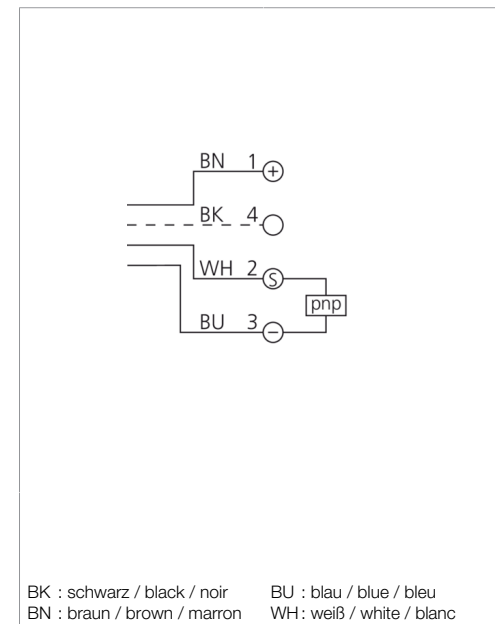 BN 1 +
BK 4
WH 2 S
pnp
BU 3 −
BK : schwarz / black / noir BU : blau / blue / bleu
BN : braun / brown / marron WH : weiß / white / blanc